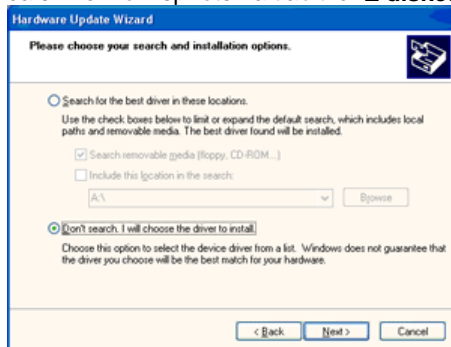 Hardware Update Wizard
Please choose your search and installation options.
Search for the best driver in these locations.
Use the check boxes below to limit or expand the default search, which includes local
paths and removable media. The best driver found will be installed.
Search removable media (floppy, CD-ROM...)
Include this location in the search:
A:\
Browse
Don't search. I will choose the driver to install.
Choose this option to select the device driver from a list. Windows does not guarantee that
the driver you choose will be the best match for your hardware.
< Back Next > Cancel